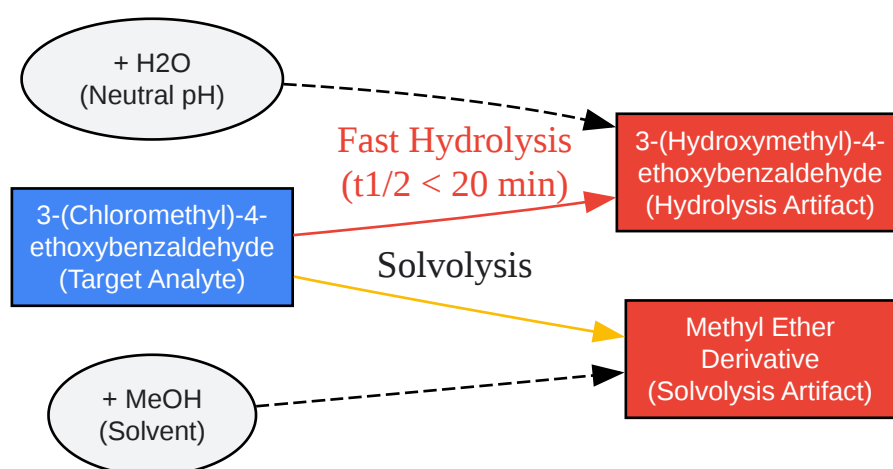 + H2O
(Neutral pH)
Fast Hydrolysis
(t1/2 < 20 min)
3-(Hydroxymethyl)-4-
ethoxybenzaldehyde
(Hydrolysis Artifact)
3-(Chloromethyl)-4-
ethoxybenzaldehyde
(Target Analyte)
Solvolysis
Methyl Ether
Derivative
(Solvolysis Artifact)
+ MeOH
(Solvent)